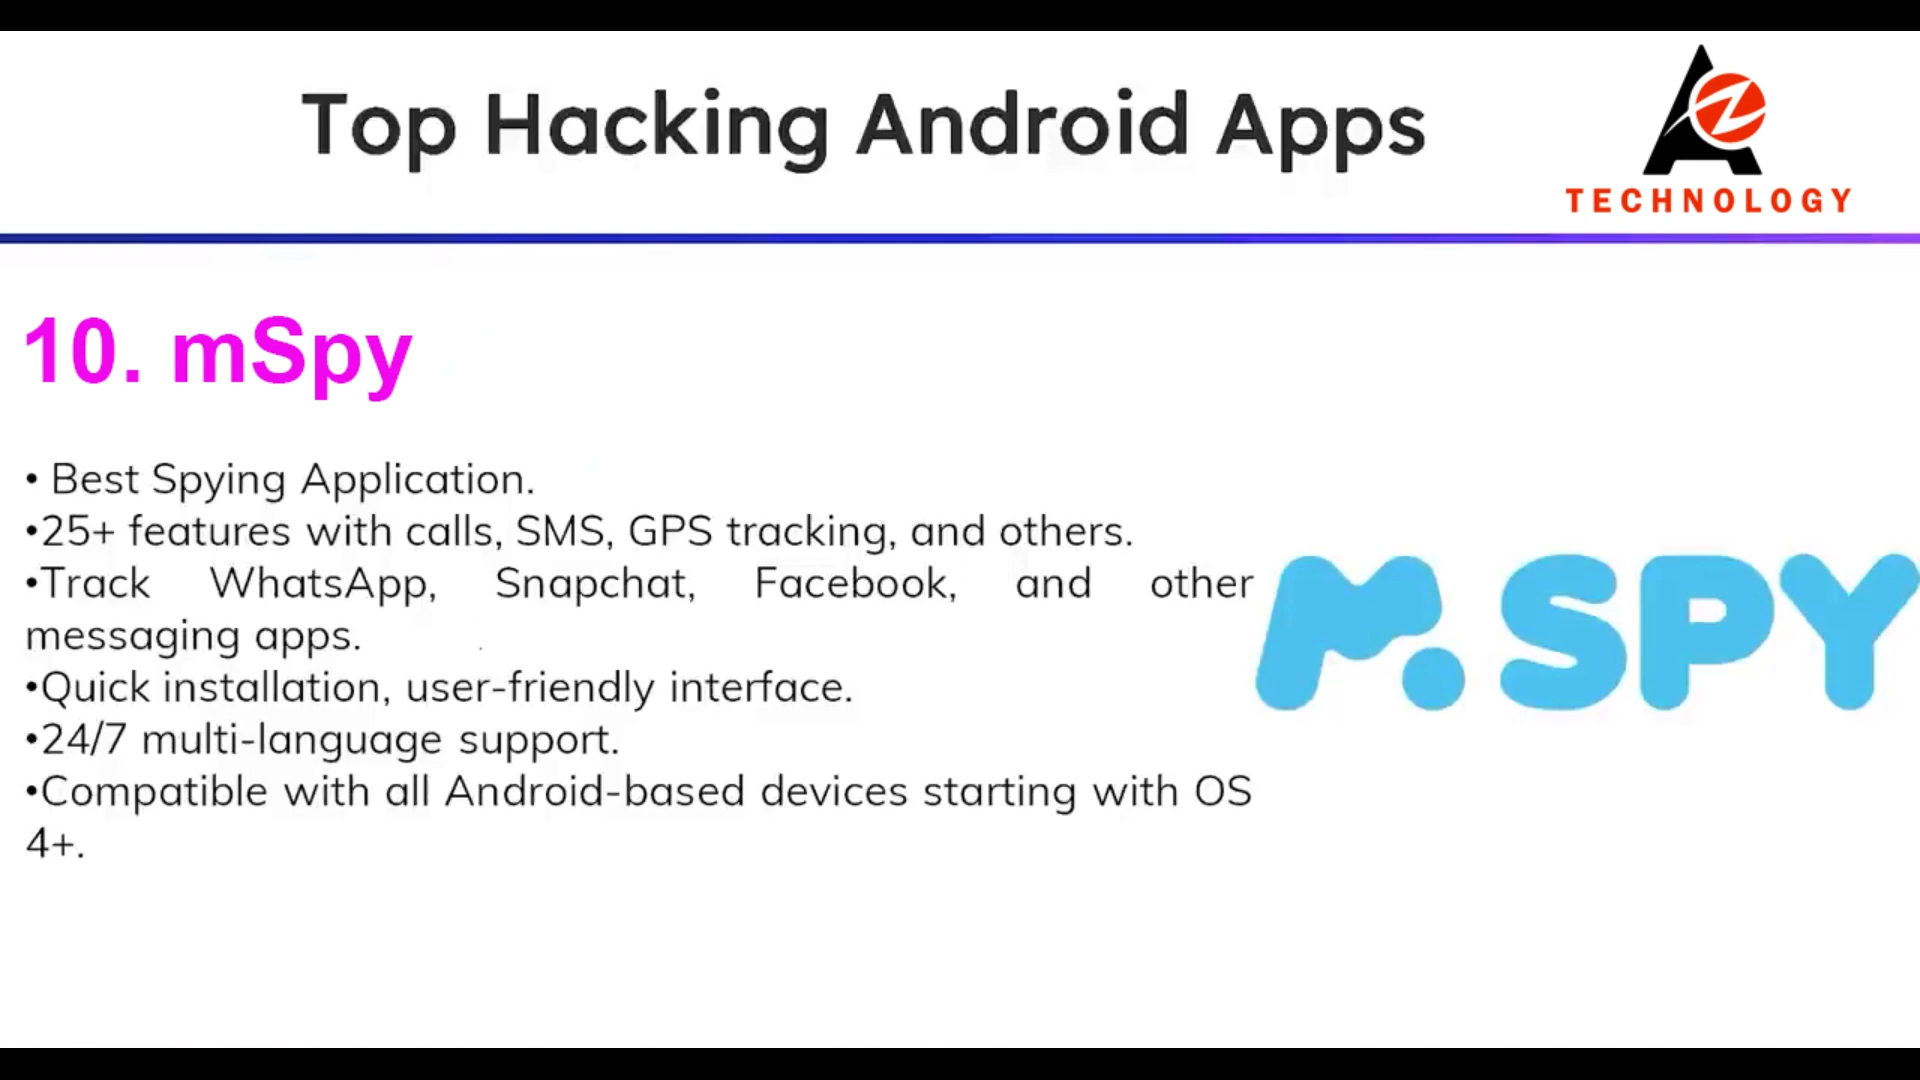 Top Hacking Android Apps
TECHNOLOGY
10. mSpy
• Best Spying Application.
•25+ features with calls, SMS, GPS tracking, and others.
•Track WhatsApp, Snapchat, Facebook, and other
messaging apps.
•Quick installation, user-friendly interface.
•24/7 multi-language support.
•Compatible with all Android-based devices starting with OS
4+.
M.SPY